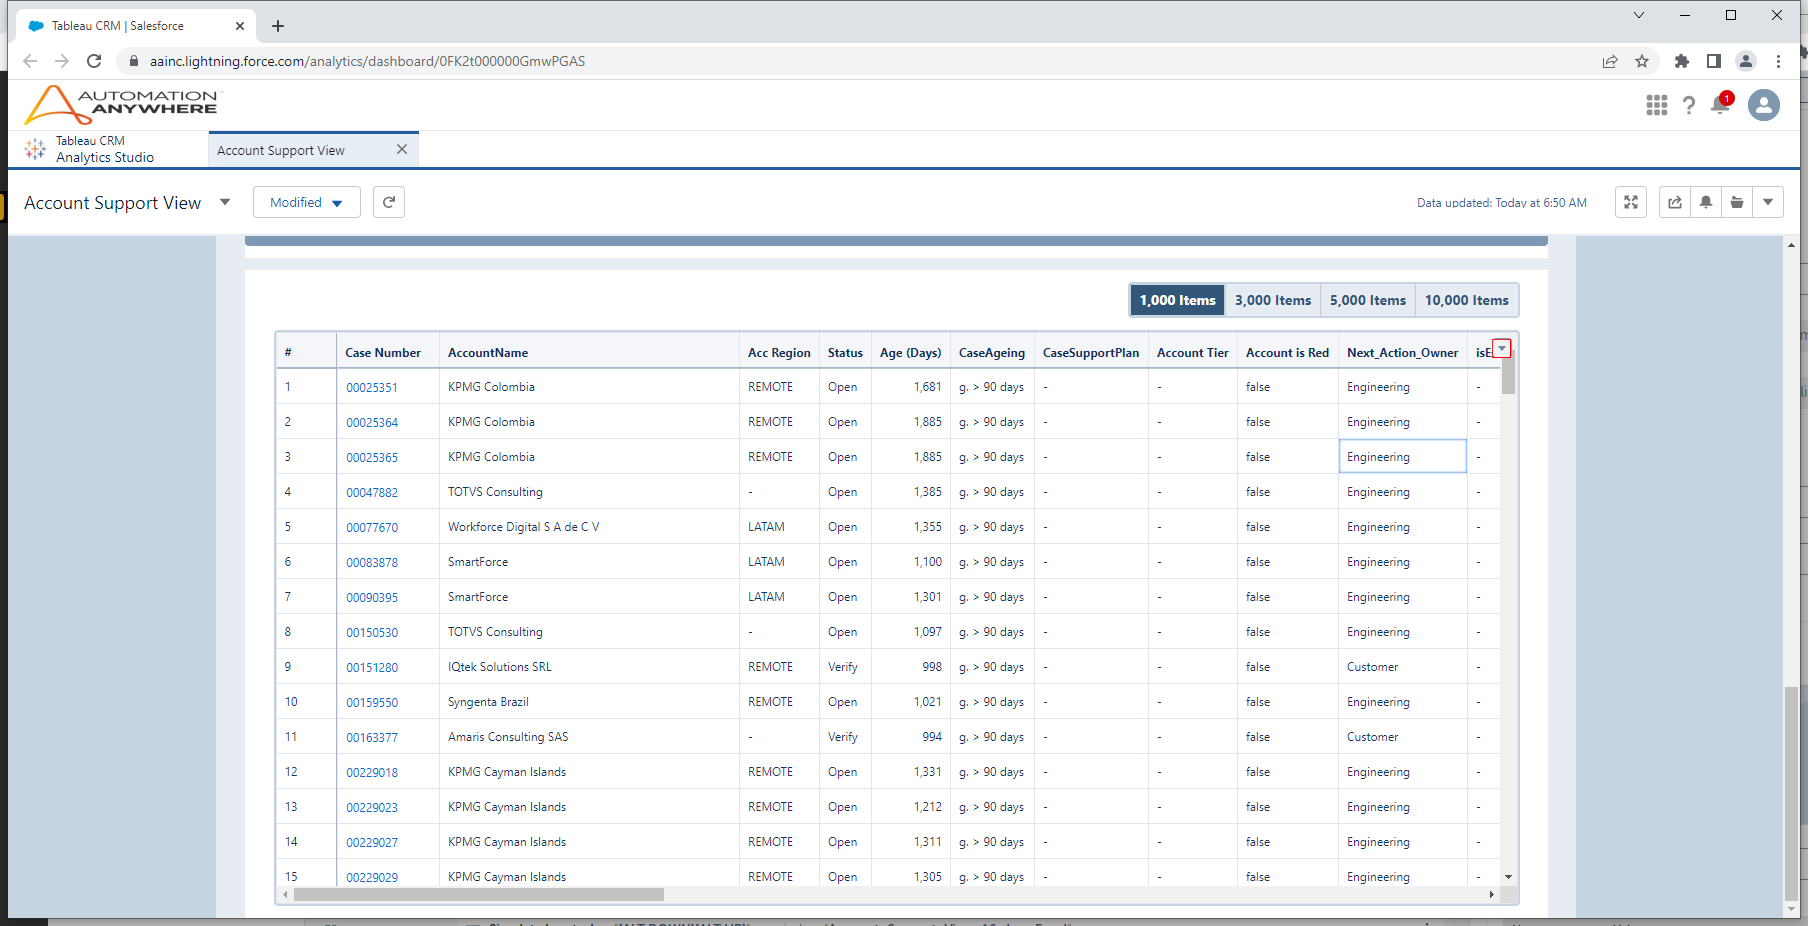 Tableau CRM | Salesforce
aainc.lightning.force.com/analytics/dashboard/0FK2t000000GmwPGAS
AUTOMATION
ANYWHERE
1
Tableau CRM
Analytics Studio
Account Support View
Account Support View
Modified
Data updated: Today at 6:50 AM
1,000 Items 3,000 Items 5,000 Items 10,000 Items
# Case Number AccountName Acc Region Status Age (Days) CaseAgeing CaseSupportPlan Account Tier Account is Red Next_Action_Owner isE
1 00025351 KPMG Colombia REMOTE Open 1,681 g. > 90 days - - false Engineering -
2 00025364 KPMG Colombia REMOTE Open 1,885 g. > 90 days - - false Engineering -
3 00025365 KPMG Colombia REMOTE Open 1,885 g. > 90 days - - false Engineering -
4 00047882 TOTVS Consulting - Open 1,385 g. > 90 days - - false Engineering -
5 00077670 Workforce Digital S A de C V LATAM Open 1,355 g. > 90 days - - false Engineering -
6 00083878 SmartForce LATAM Open 1,100 g. > 90 days - - false Engineering -
7 00090395 SmartForce LATAM Open 1,301 g. > 90 days - - false Engineering -
8 00150530 TOTVS Consulting - Open 1,097 g. > 90 days - - false Engineering -
9 00151280 IQtek Solutions SRL REMOTE Verify 998 g. > 90 days - - false Customer -
10 00159550 Syngenta Brazil REMOTE Open 1,021 g. > 90 days - - false Engineering -
11 00163377 Amaris Consulting SAS - Verify 994 g. > 90 days - - false Customer -
12 00229018 KPMG Cayman Islands REMOTE Open 1,331 g. > 90 days - - false Engineering -
13 00229023 KPMG Cayman Islands REMOTE Open 1,212 g. > 90 days - - false Engineering -
14 00229027 KPMG Cayman Islands REMOTE Open 1,311 g. > 90 days - - false Engineering -
15 00229029 KPMG Cayman Islands REMOTE Open 1,305 g. > 90 days - - false Engineering -